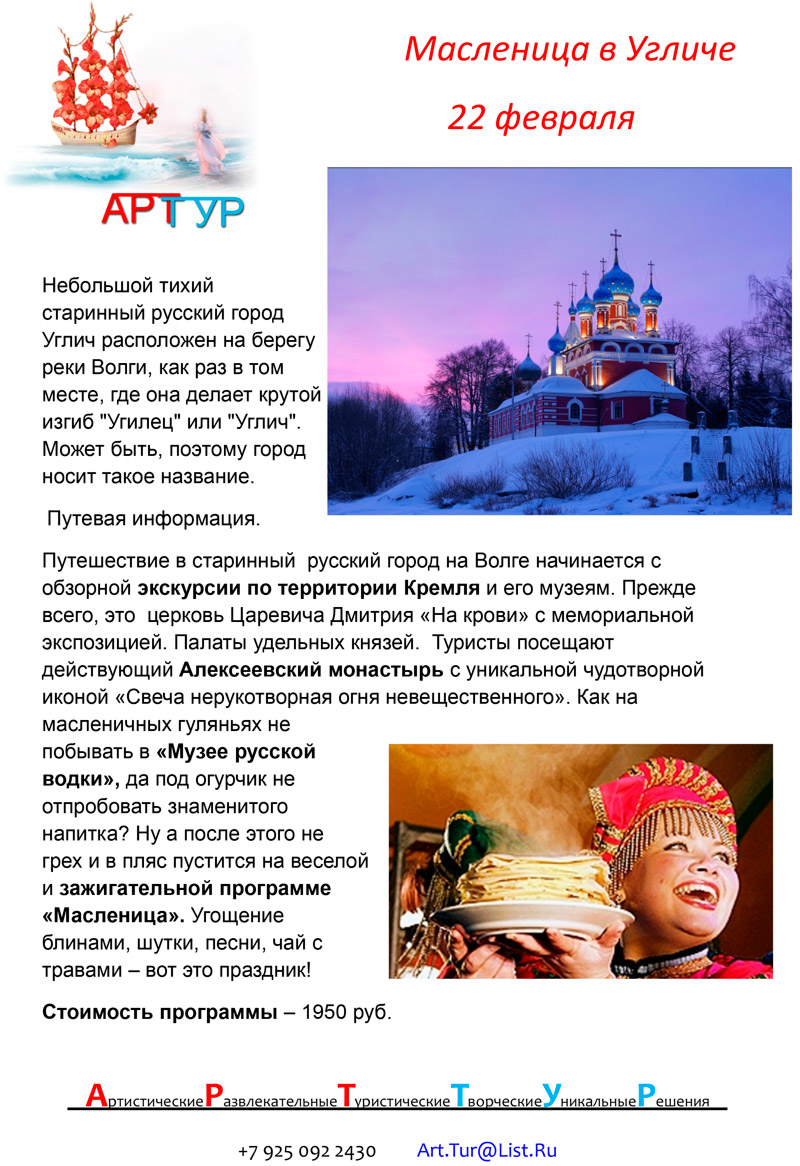 Масленица в Угличе
22 февраля
АРТТУР
Небольшой тихий
старинный русский город
Углич расположен на берегу
реки Волги, как раз в том
месте, где она делает крутой
изгиб "Угилец" или "Углич".
Может быть, поэтому город
носит такое название.
Путевая информация.
Путешествие в старинный русский город на Волге начинается с
обзорной экскурсии по территории Кремля и его музеям. Прежде
всего, это церковь Царевича Дмитрия «На крови» с мемориальной
экспозицией. Палаты удельных князей. Туристы посещают
действующий Алексеевский монастырь с уникальной чудотворной
иконой «Свеча нерукотворная огня невещественного». Как на
масленичных гуляньях не
побывать в «Музее русской
водки», да под огурчик не
отпробовать знаменитого
напитка? Ну а после этого не
грех и в пляс пустится на веселой
и зажигательной программе
«Масленица». Угощение
блинами, шутки, песни, чай с
травами – вот это праздник!
Стоимость программы – 1950 руб.
АртистическиеРазвлекательныеТуристическиеТворческиеУникальныеРешения
+7 925 092 2430 Art.Tur@List.Ru